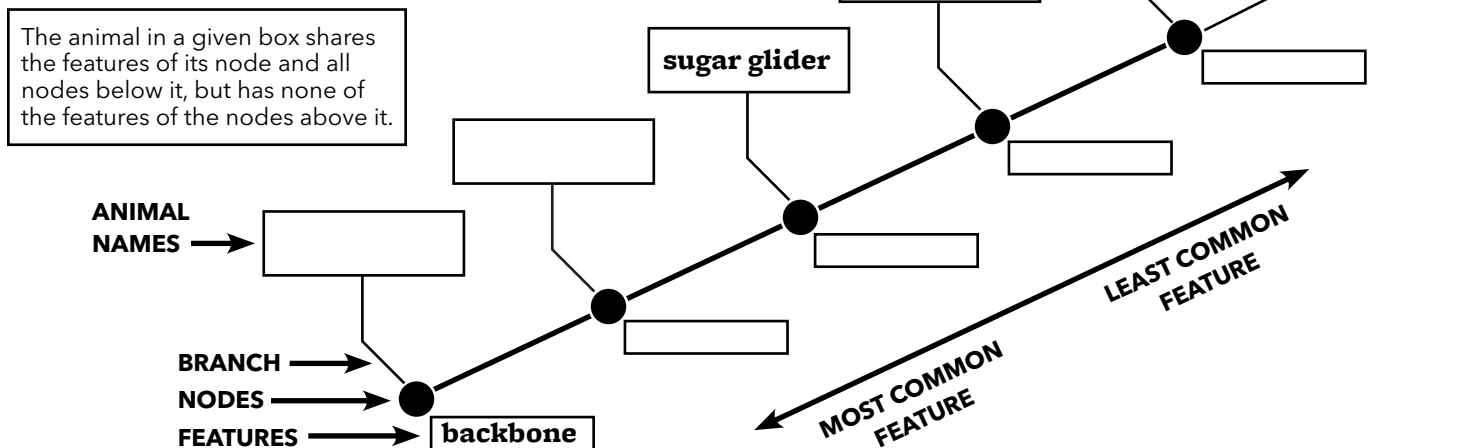 The animal in a given box shares
the features of its node and all
nodes below it, but has none of
the features of the nodes above it.
sugar glider
ANIMAL
NAMES
BRANCH
NODES
FEATURES
backbone
MOST COMMON
FEATURE
LEAST COMMON
FEATURE